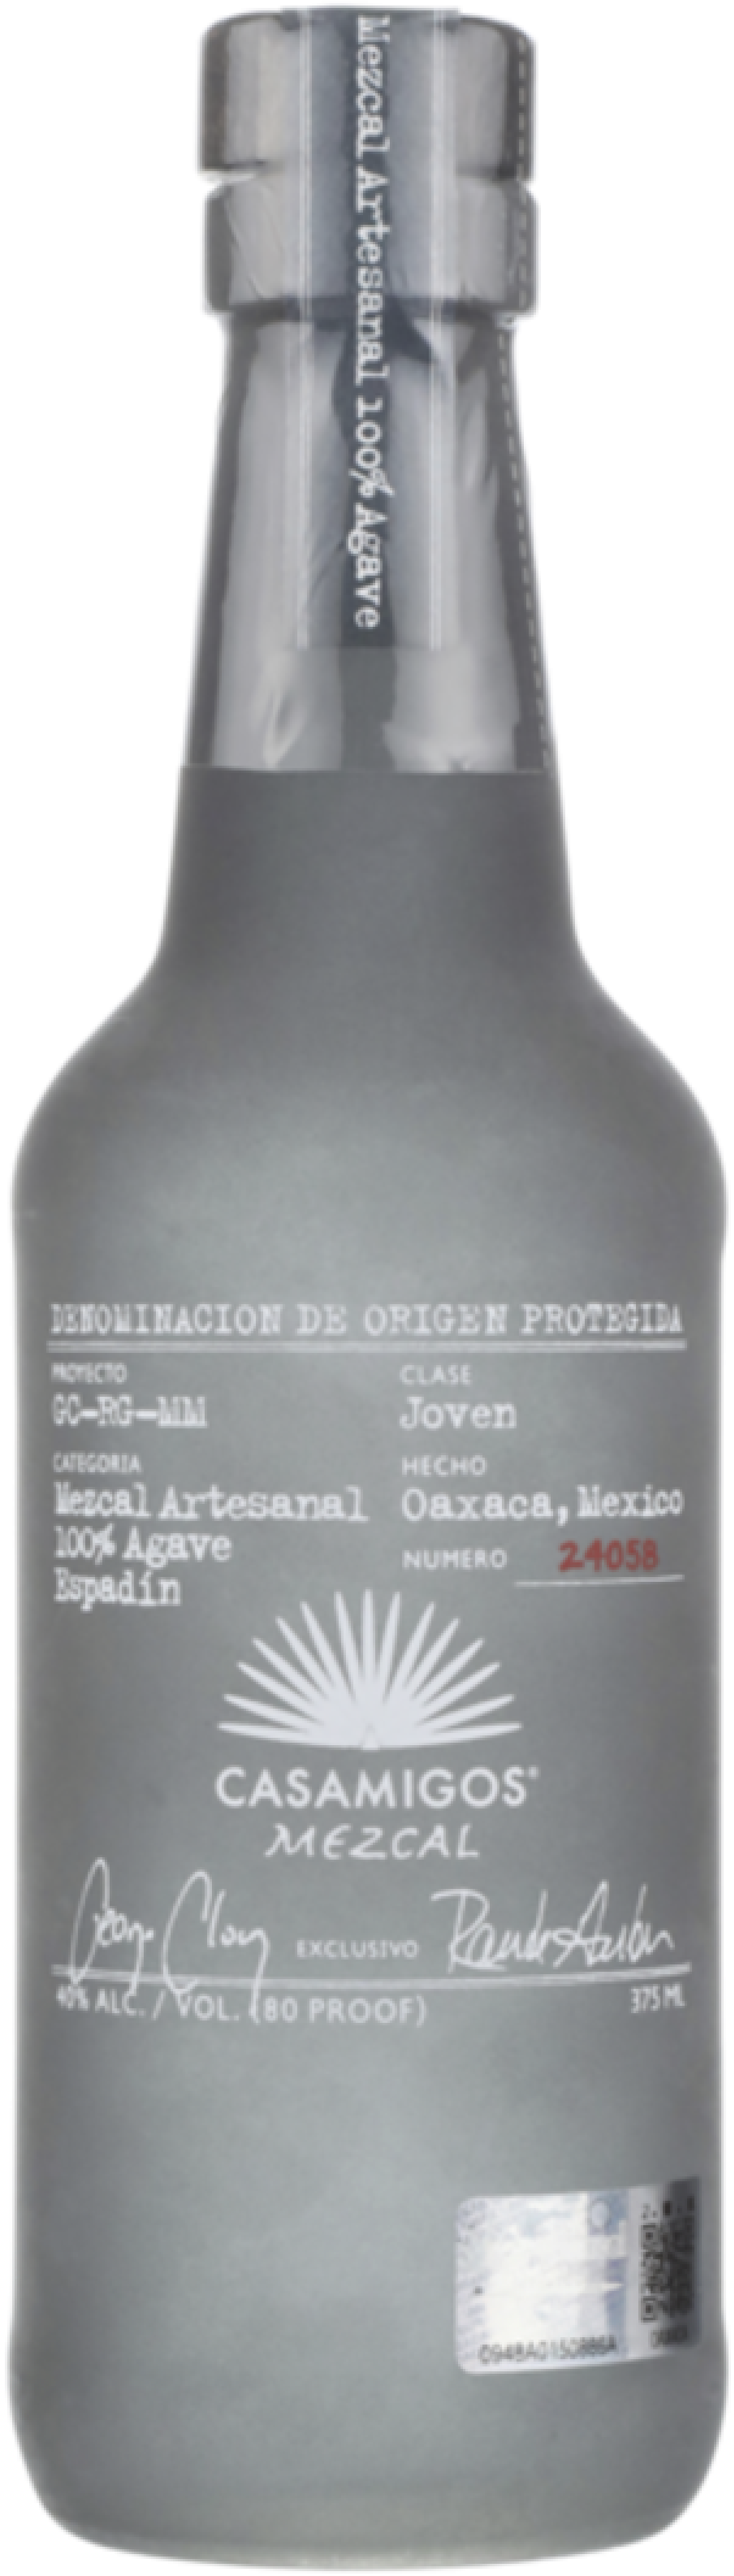 Mezcal Artesanal 100% Agave
DENOMINACION DE ORIGEN PROTEGIDA
PROYECTO
GC-RG-MM
CLASE
Joven
CATEGORIA
Mezcal Artesanal
100% Agave
Espadín
HECHO
Oaxaca, Mexico
NUMERO 24058
CASAMIGOS®
MEZCAL
EXCLUSIVO
40% ALC. / VOL. (80 PROOF)
375 ML